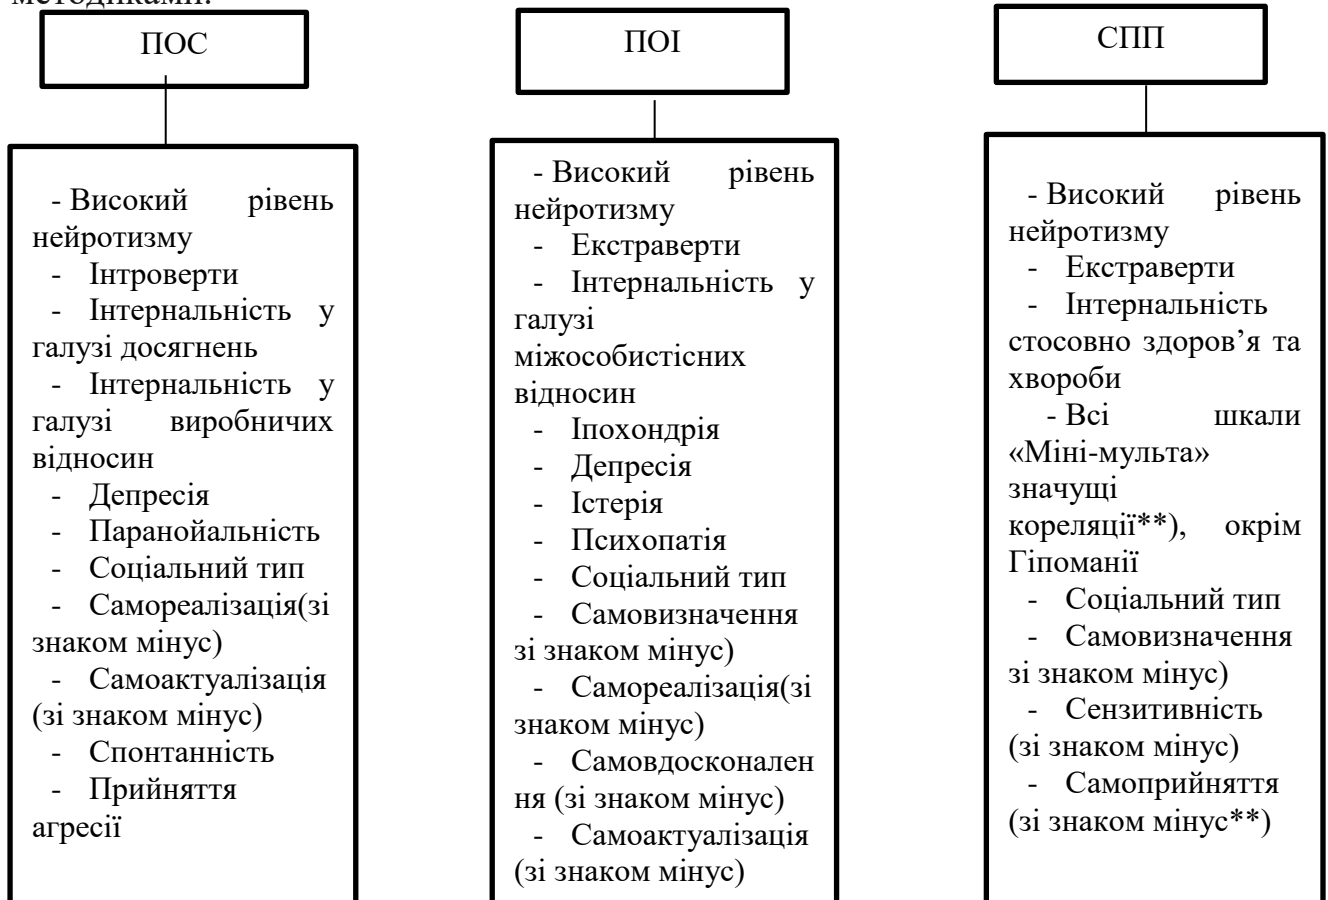 методиками:
ПОС
- Високий рівень
нейротизму
- Інтроверти
- Інтернальність у
галузі досягнень
- Інтернальність у
галузі виробничих
відносин
- Депресія
- Паранойальність
- Соціальний тип
- Самореалізація(зі
знаком мінус)
- Самоактуалізація
(зі знаком мінус)
- Спонтанність
- Прийняття
агресії
ПОІ
- Високий рівень
нейротизму
- Екстраверти
- Інтернальність у
галузі
міжособистісних
відносин
- Іпохондрія
- Депресія
- Істерія
- Психопатія
- Соціальний тип
- Самовизначення
зі знаком мінус)
- Самореалізація(зі
знаком мінус)
- Самовдосконален
ня (зі знаком мінус)
- Самоактуалізація
(зі знаком мінус)
СПП
- Високий рівень
нейротизму
- Екстраверти
- Інтернальність
стосовно здоров’я та
хвороби
- Всі шкали
«Міні-мульта»
значущі
кореляції**), окрім
Гіпоманії
- Соціальний тип
- Самовизначення
зі знаком мінус)
- Сензитивність
(зі знаком мінус)
- Самоприйняття
(зі знаком мінус**)